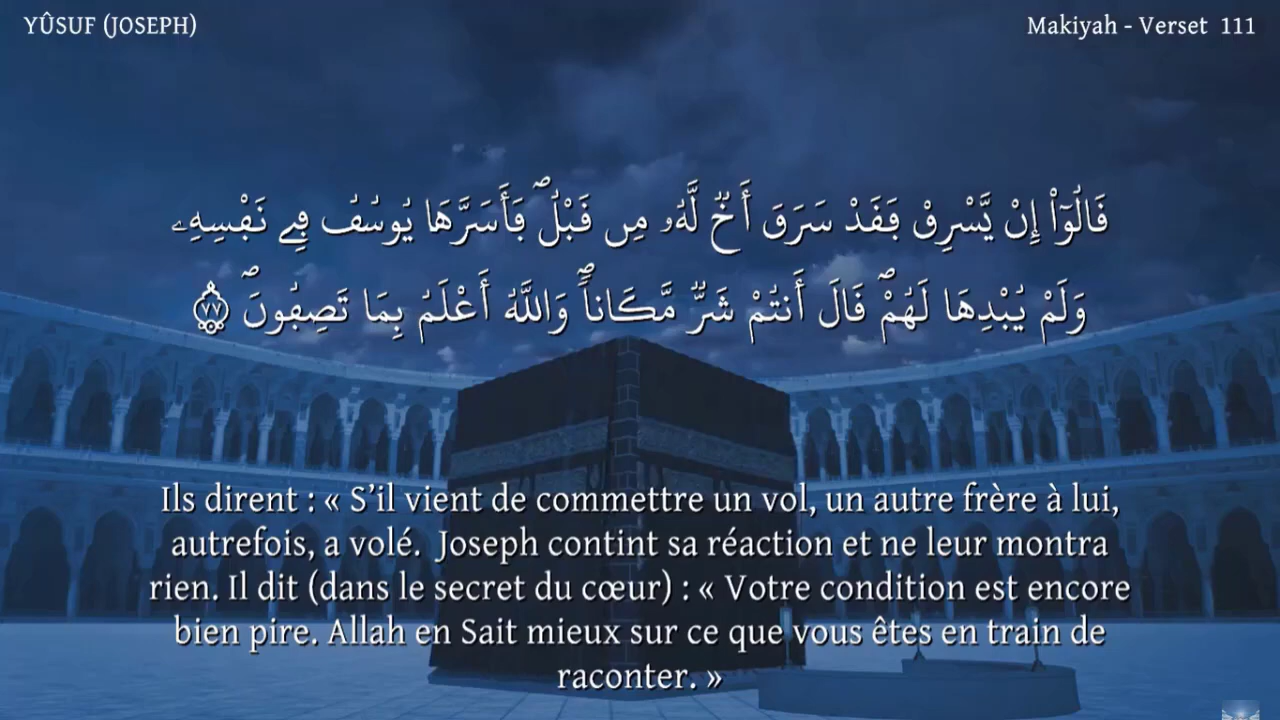 YÛSUF (JOSEPH)
Makiyah - Verset 111
قَالُوٓاْ إِنْ يَّسْرِقْ فَقَدْ سَرَقَ أَخٞ لَّهُۥ مِن قَبْلُۖ فَأَسَرَّهَا يُوسُفُ فِے نَفْسِهِۦ
وَلَمْ يُبْدِهَا لَهُمْۖ قَالَ أَنتُمْ شَرّٞ مَّكَاناٗۖ وَاللَّهُ أَعْلَمُ بِمَا تَصِفُونَۖ ٧٧
Ils dirent : « S’il vient de commettre un vol, un autre frère à lui,
autrefois, a volé. Joseph contint sa réaction et ne leur montra
rien. Il dit (dans le secret du cœur) : « Votre condition est encore
bien pire. Allah en Sait mieux sur ce que vous êtes en train de
raconter. »